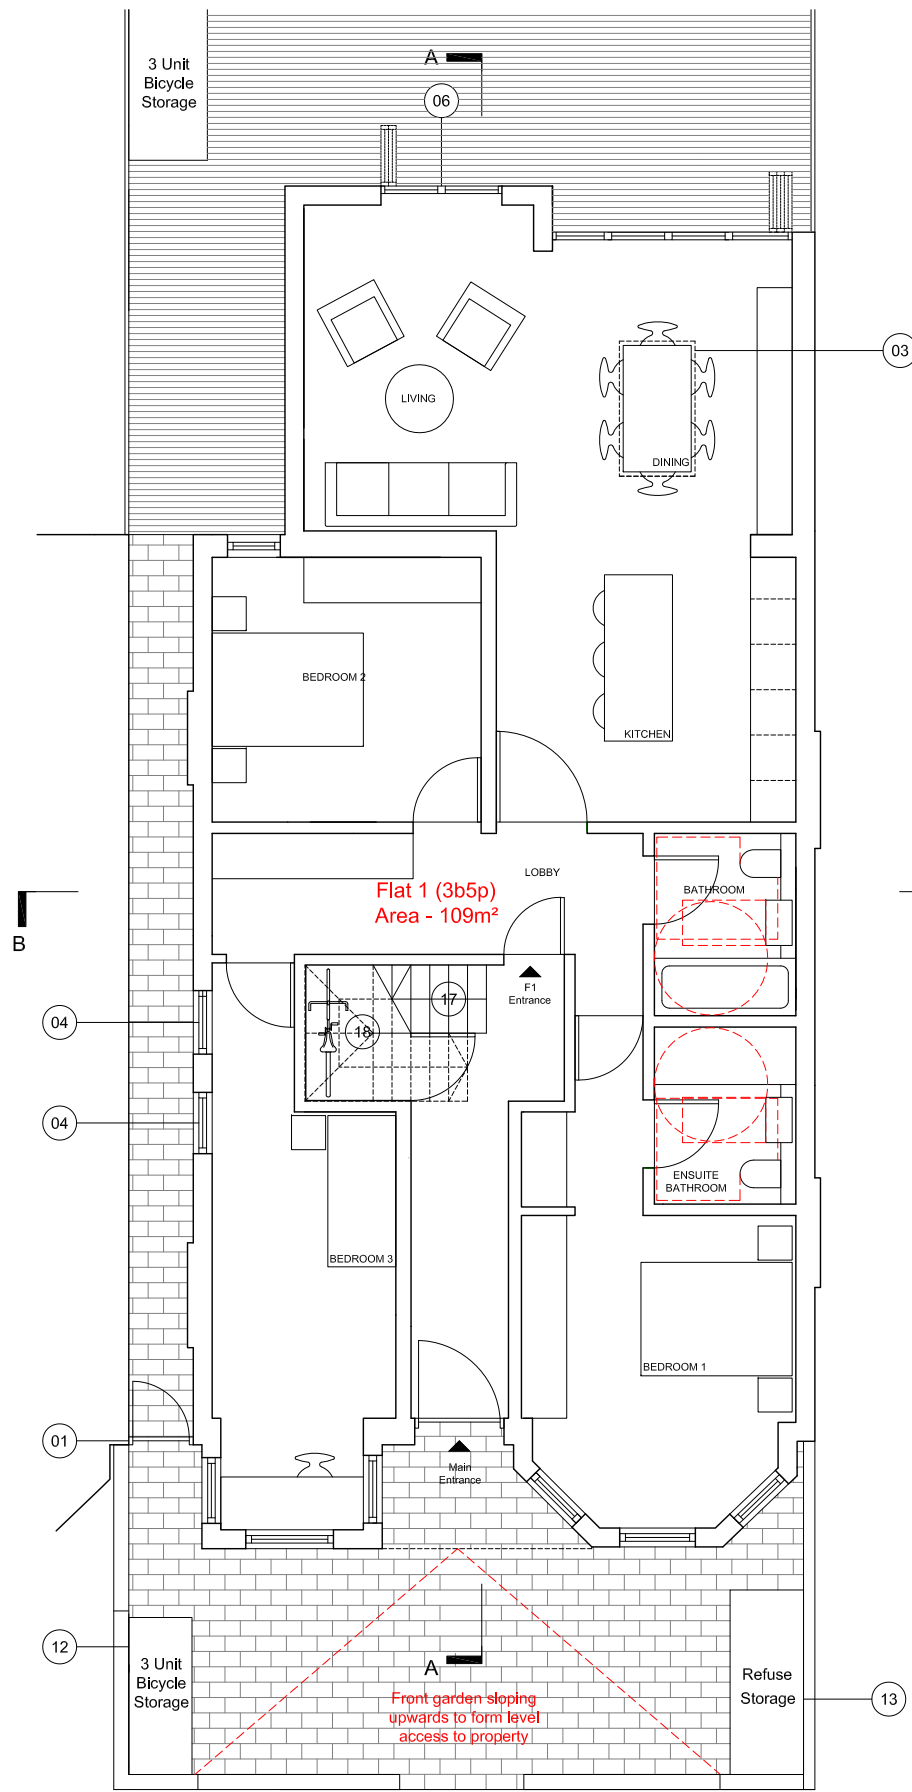 3 Unit
Bicycle
Storage
A
06
03
LIVING
DINING
BEDROOM 2
KITCHEN
LOBBY
BATHROOM
Flat 1 (3b5p)
Area - 109m²
B
F1
Entrance
17
18
04
04
ENSUITE
BATHROOM
BEDROOM 3
BEDROOM 1
01
Main
Entrance
12
3 Unit
Bicycle
Storage
A
Front garden sloping
upwards to form level
access to property
Refuse
Storage
13